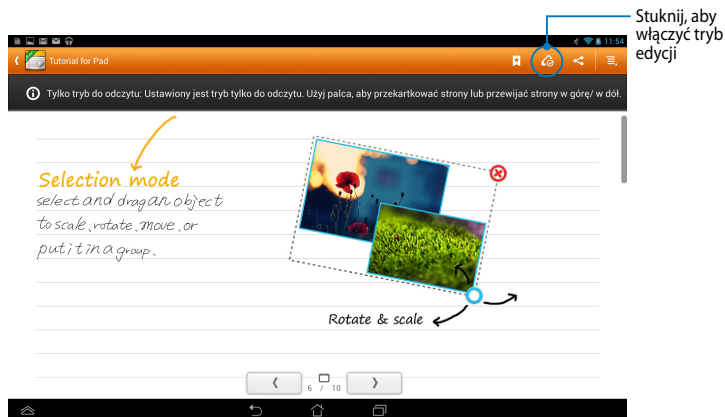 Stuknij, aby
włączyć tryb
edycji
11:54
Tutorial for Pad
Tylko tryb do odczytu: Ustawiony jest tryb tylko do odczytu. Użyj palca, aby przekartkować strony lub przewijać strony w górę/ w dół.
Selection mode
select and drag an object
to scale, rotate, move, or
put it in a group.
Rotate & scale
6 / 10